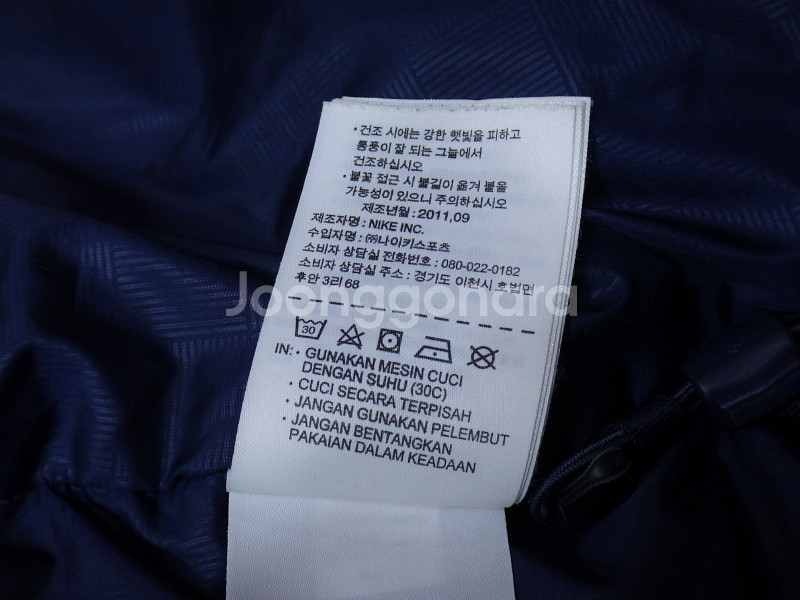 • 건조 시에는 강한 햇빛을 피하고
통풍이 잘 되는 그늘에서
건조하십시오
• 불꽃 접근 시 불길이 옮겨 붙을
가능성이 있으니 주의하십시오
제조년월 : 2011,09
제조자명 : NIKE INC.
수입자명 : ㈜나이키스포츠
소비자 상담실 전화번호 : 080-022-0182
소비자 상담실 주소 : 경기도 이천시 호법면
후안 3리 68
Joonggonara
30
IN: • GUNAKAN MESIN CUCI
DENGAN SUHU (30C)
• CUCI SECARA TERPISAH
• JANGAN GUNAKAN PELEMBUT
• JANGAN BENTANGKAN
PAKAIAN DALAM KEADAAN